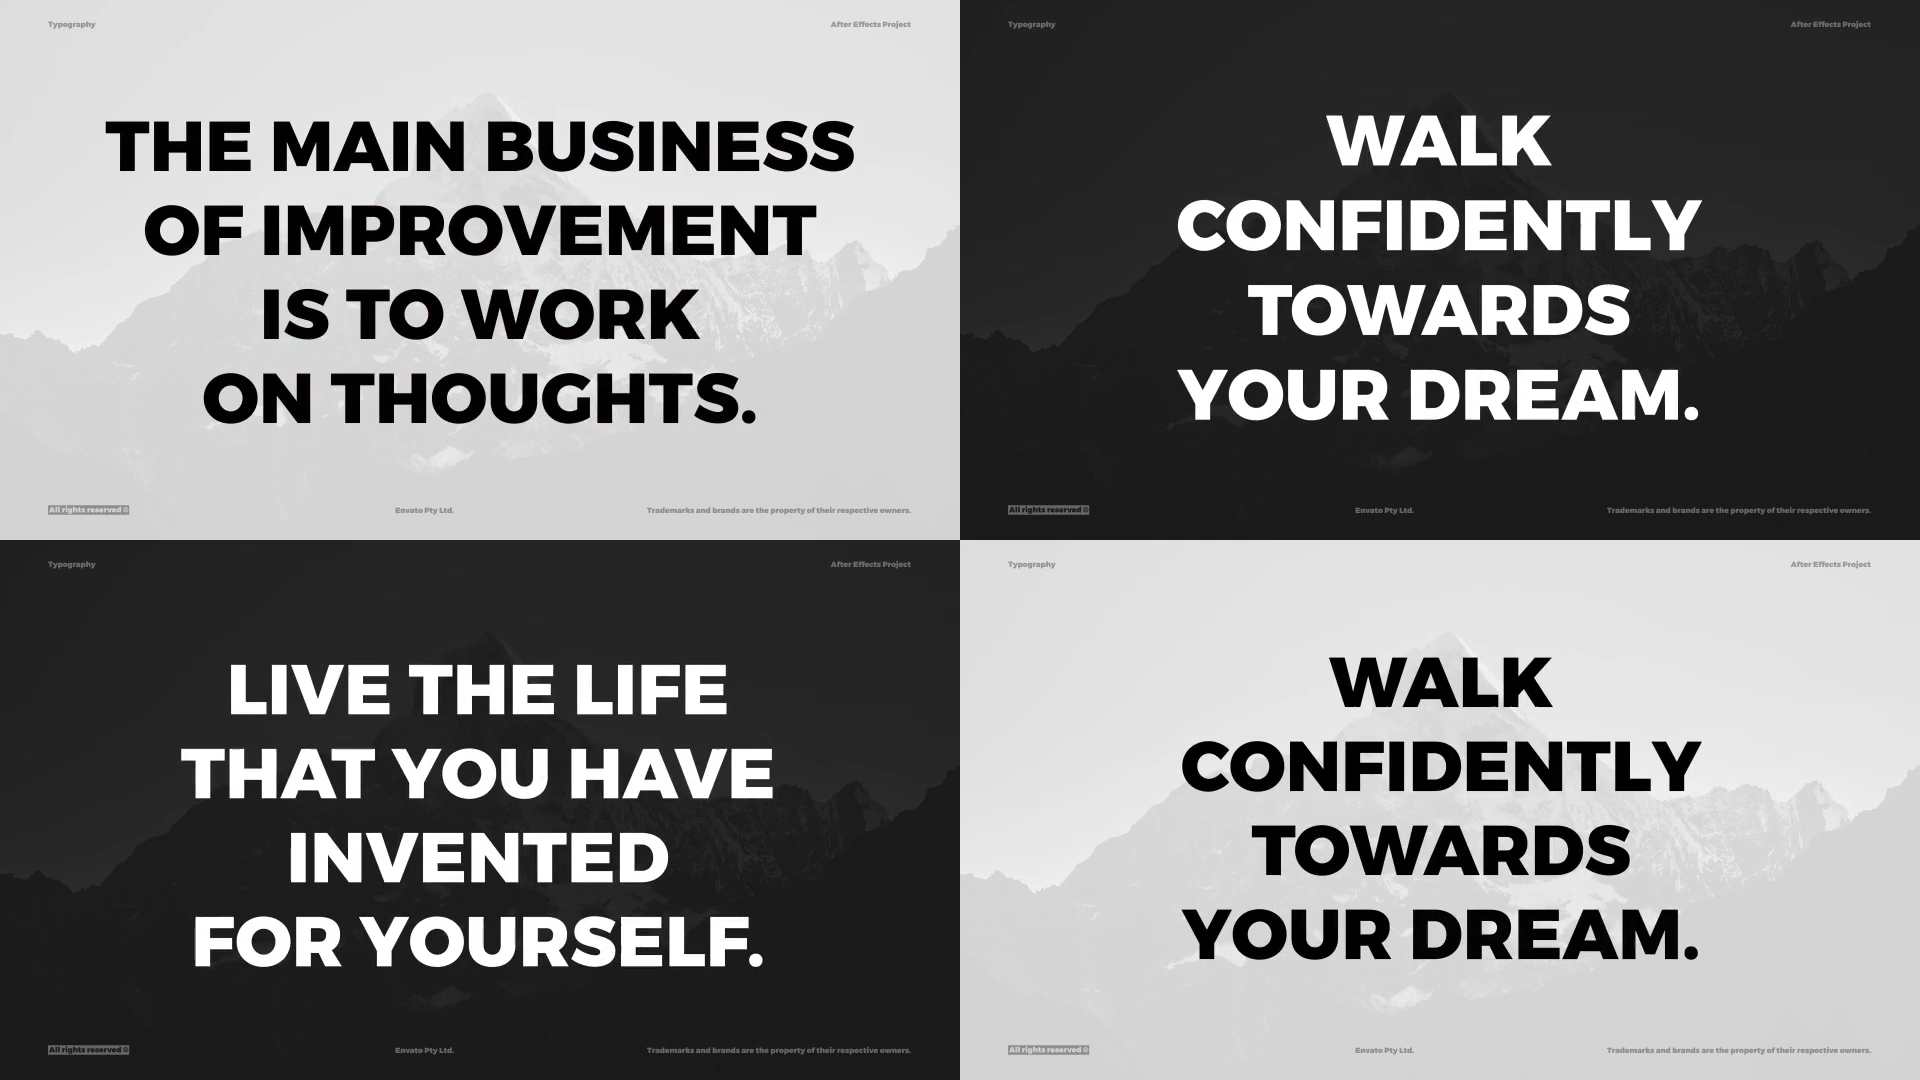 Typography
After Effects Project
THE MAIN BUSINESS
OF IMPROVEMENT
IS TO WORK
ON THOUGHTS.
All rights reserved ©
Envato Pty Ltd.
Trademarks and brands are the property of their respective owners.
Typography
After Effects Project
WALK
CONFIDENTLY
TOWARDS
YOUR DREAM.
All rights reserved ©
Envato Pty Ltd.
Trademarks and brands are the property of their respective owners.
Typography
After Effects Project
LIVE THE LIFE
THAT YOU HAVE
INVENTED
FOR YOURSELF.
All rights reserved ©
Envato Pty Ltd.
Trademarks and brands are the property of their respective owners.
Typography
After Effects Project
WALK
CONFIDENTLY
TOWARDS
YOUR DREAM.
All rights reserved ©
Envato Pty Ltd.
Trademarks and brands are the property of their respective owners.